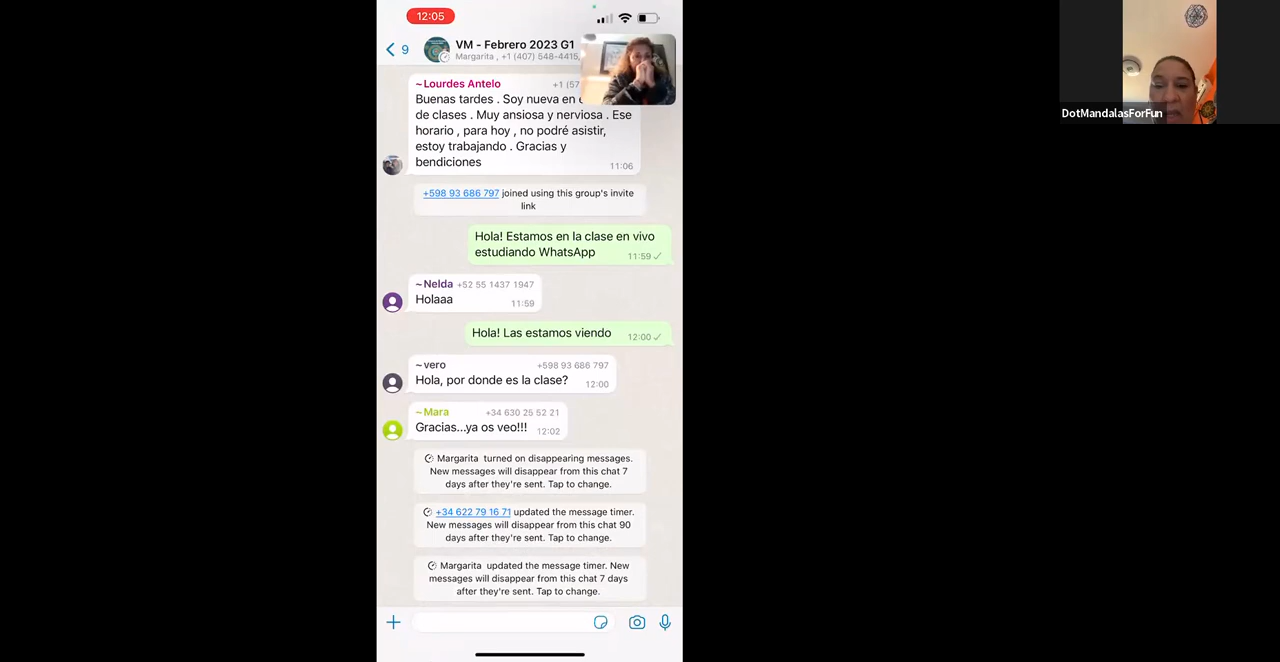 12:05
9
VM - Febrero 2023 G1
Margarita , +1 (407) 548-4415,
~Lourdes Antelo +1 (57
Buenas tardes . Soy nueva en
de clases . Muy ansiosa y nerviosa . Ese
horario , para hoy , no podré asistir,
estoy trabajando . Gracias y
bendiciones
11:06
+598 93 686 797 joined using this group's invite
link
Hola! Estamos en la clase en vivo
estudiando WhatsApp
11:59
~Nelda +52 55 1437 1947
Holaaa
11:59
Hola! Las estamos viendo
12:00
~vero +598 93 686 797
Hola, por donde es la clase?
12:00
~Mara +34 630 25 52 21
Gracias...ya os veo!!!
12:02
Margarita turned on disappearing messages.
New messages will disappear from this chat 7
days after they're sent. Tap to change.
+34 622 79 16 71 updated the message timer.
New messages will disappear from this chat 90
days after they're sent. Tap to change.
Margarita updated the message timer. New
messages will disappear from this chat 7 days
after they're sent. Tap to change.
DotMandalasForFun